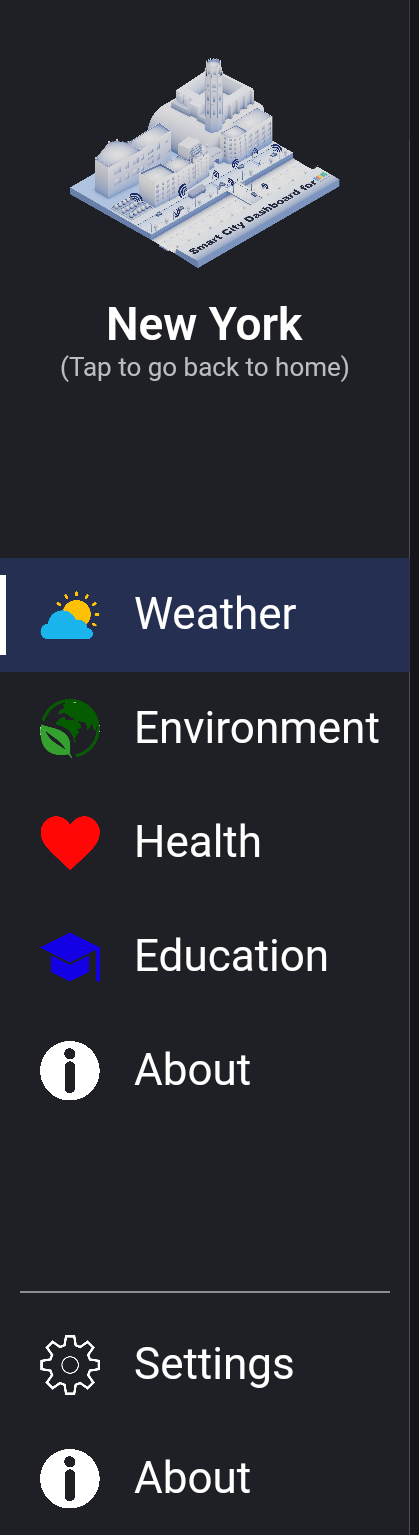 Smart City Dashboard for
New York
(Tap to go back to home)
Weather
Environment
Health
Education
About
Settings
About